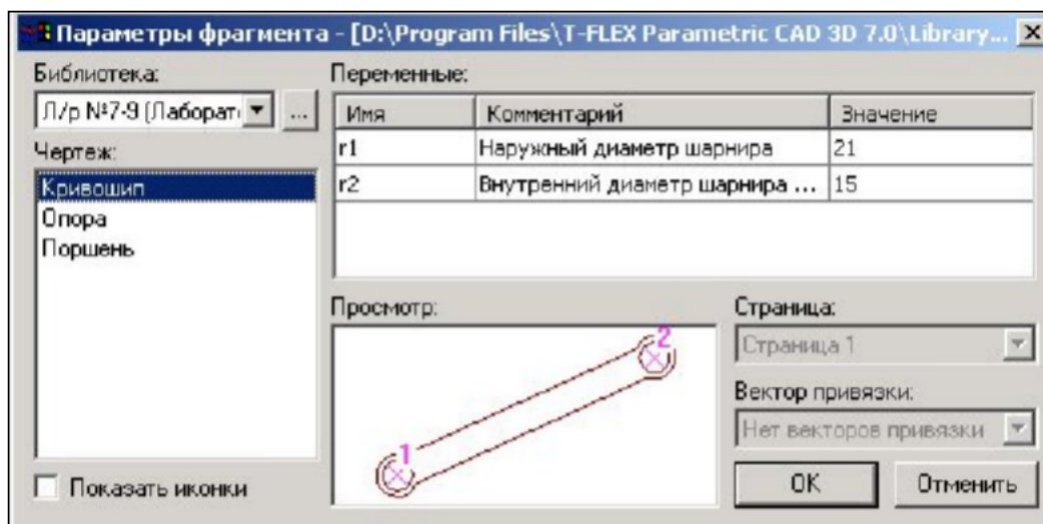 Параметры фрагмента - [D:\Program Files\T-FLEX Parametric CAD 3D 7.0\Library...
Библиотека:
Л/р №7-9 (Лаборат
...
Чертеж:
Кривошип
Опора
Поршень
Показать иконки
Переменные:
Имя Комментарий Значение
r1 Наружный диаметр шарнира 21
r2 Внутренний диаметр шарнира ... 15
Просмотр:
2
1
Страница:
Страница 1
Вектор привязки:
Нет векторов привязки
OK Отменить